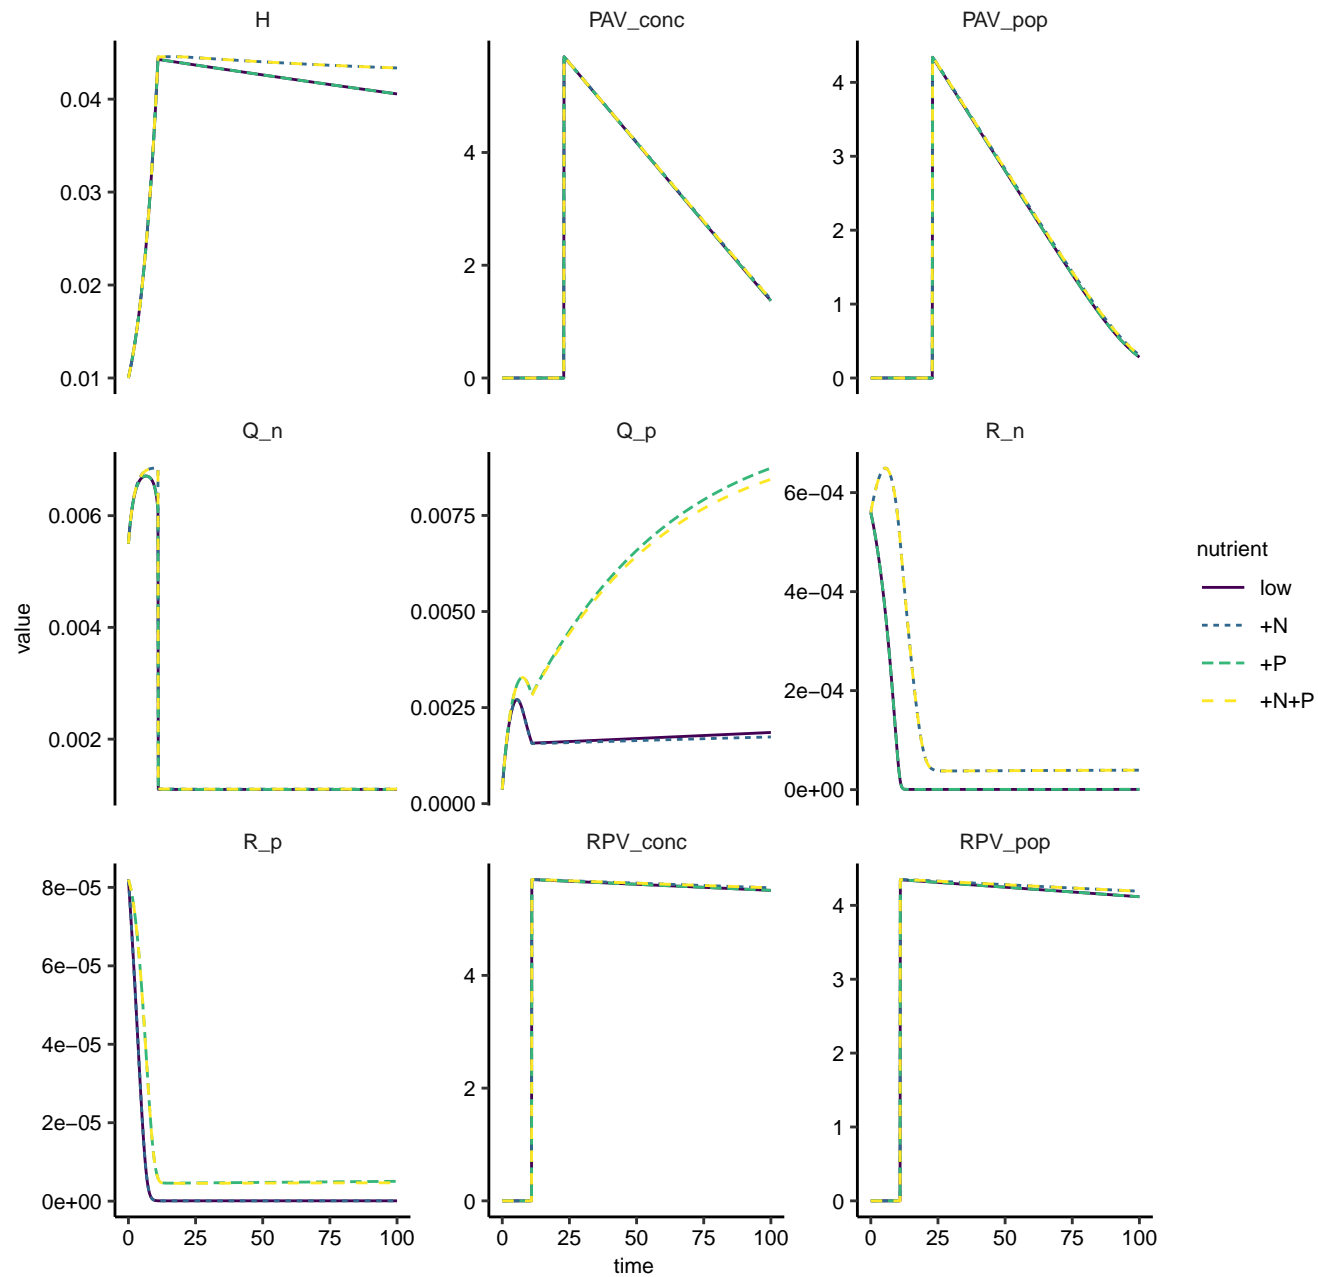 H
PAV_conc
PAV_pop
0.04
0.03
0.02
0.01
4
2
0
4
3
2
1
0
Q_n
Q_p
R_n
0.006
0.004
0.002
0.0075
0.0050
0.0025
0.0000
6e−04
4e−04
2e−04
0e+00
R_p
RPV_conc
RPV_pop
8e−05
6e−05
4e−05
2e−05
0e+00
4
2
0
4
3
2
1
0
0 25 50 75 100
0 25 50 75 100
0 25 50 75 100
time
value
nutrient
low
+N
+P
+N+P